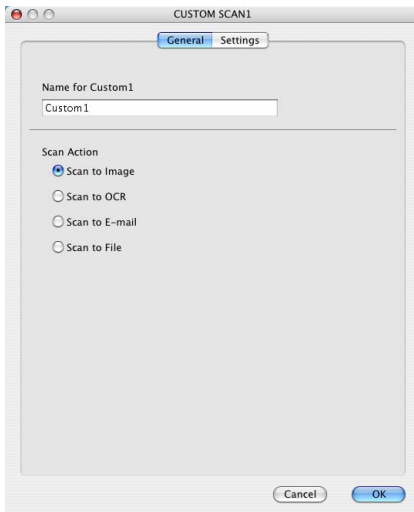 CUSTOM SCAN1
General Settings
Name for Custom1
Custom1
Scan Action
Scan to Image
Scan to OCR
Scan to E-mail
Scan to File
Cancel OK